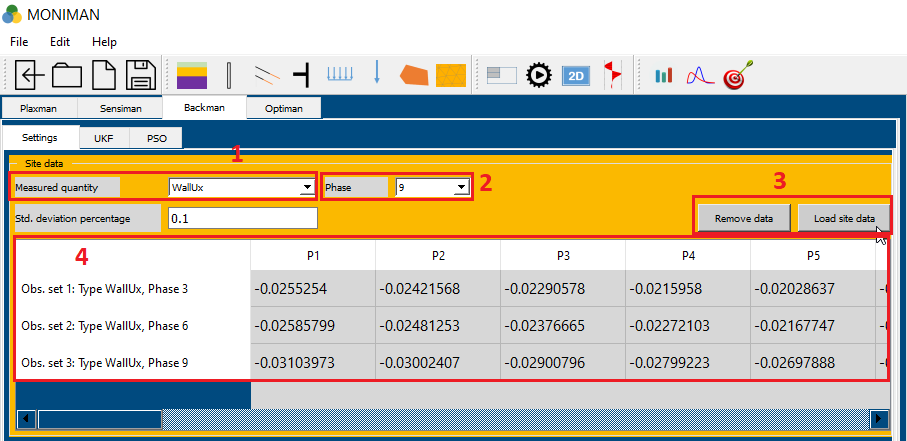 MONIMAN
File Edit Help
2D
Plaxman Sensiman Backman Optiman
Settings UKF PSO
1
Site data
Measured quantity WallUx Phase 9 2 3
Std. deviation percentage 0.1 Remove data Load site data
4 P1 P2 P3 P4 P5
Obs. set 1: Type WallUx, Phase 3 -0.0255254 -0.02421568 -0.02290578 -0.0215958 -0.02028637
Obs. set 2: Type WallUx, Phase 6 -0.02585799 -0.02481253 -0.02376665 -0.02272103 -0.02167747
Obs. set 3: Type WallUx, Phase 9 -0.03103973 -0.03002407 -0.02900796 -0.02799223 -0.02697888